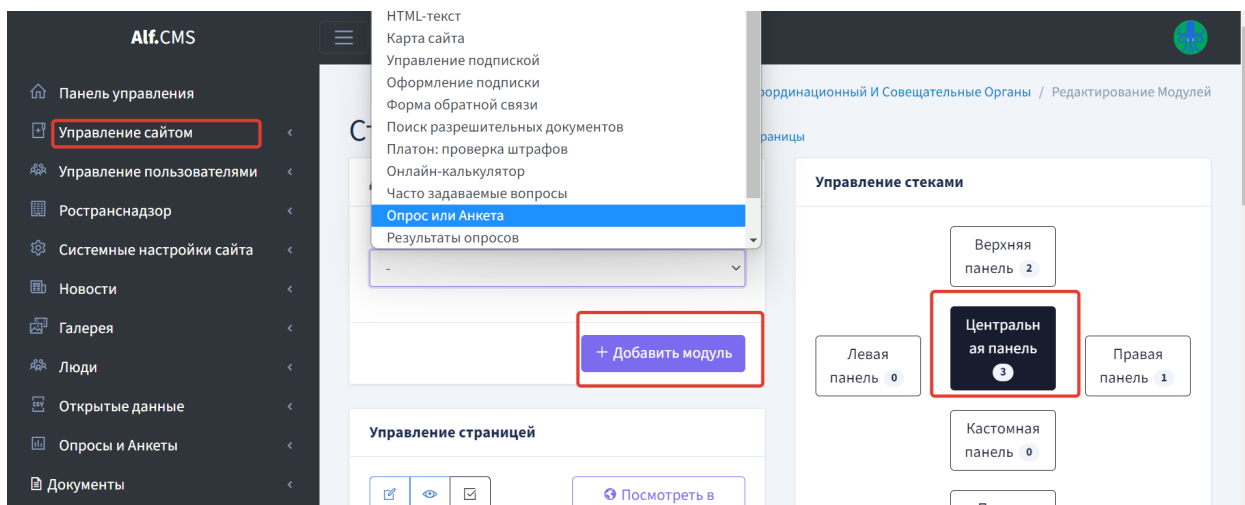 Alf.CMS
Панель управления
Управление сайтом
Управление пользователями
Ространснадзор
Системные настройки сайта
Новости
Галерея
Люди
Открытые данные
Опросы и Анкеты
Документы
HTML-текст
Карта сайта
Управление подпиской
Оформление подписки
Форма обратной связи
Поиск разрешительных документов
Платон: проверка штрафов
Онлайн-калькулятор
Часто задаваемые вопросы
Опрос или Анкета
Результаты опросов
-
+ Добавить модуль
Управление страницей
Посмотреть в
И Совещательные Органы / Редактирование Модулей
Управление стеками
Верхняя
панель 2
Центральн
ая панель
3
Левая
панель 0
Правая
панель 1
Кастомная
панель 0